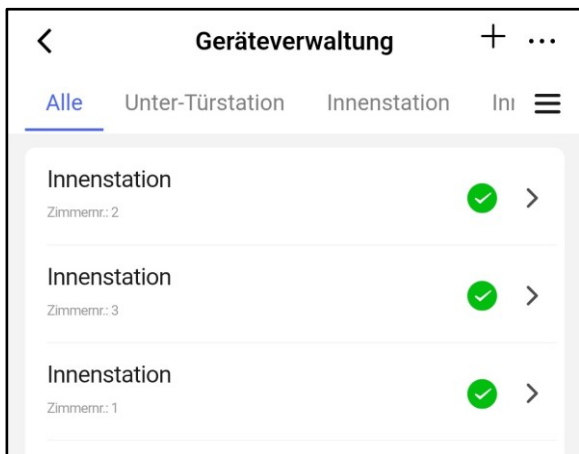 Geräteverwaltung
Alle Unter-Türstation Innenstation
Innenstation
Zimmernr.: 2
Innenstation
Zimmernr.: 3
Innenstation
Zimmernr.: 1